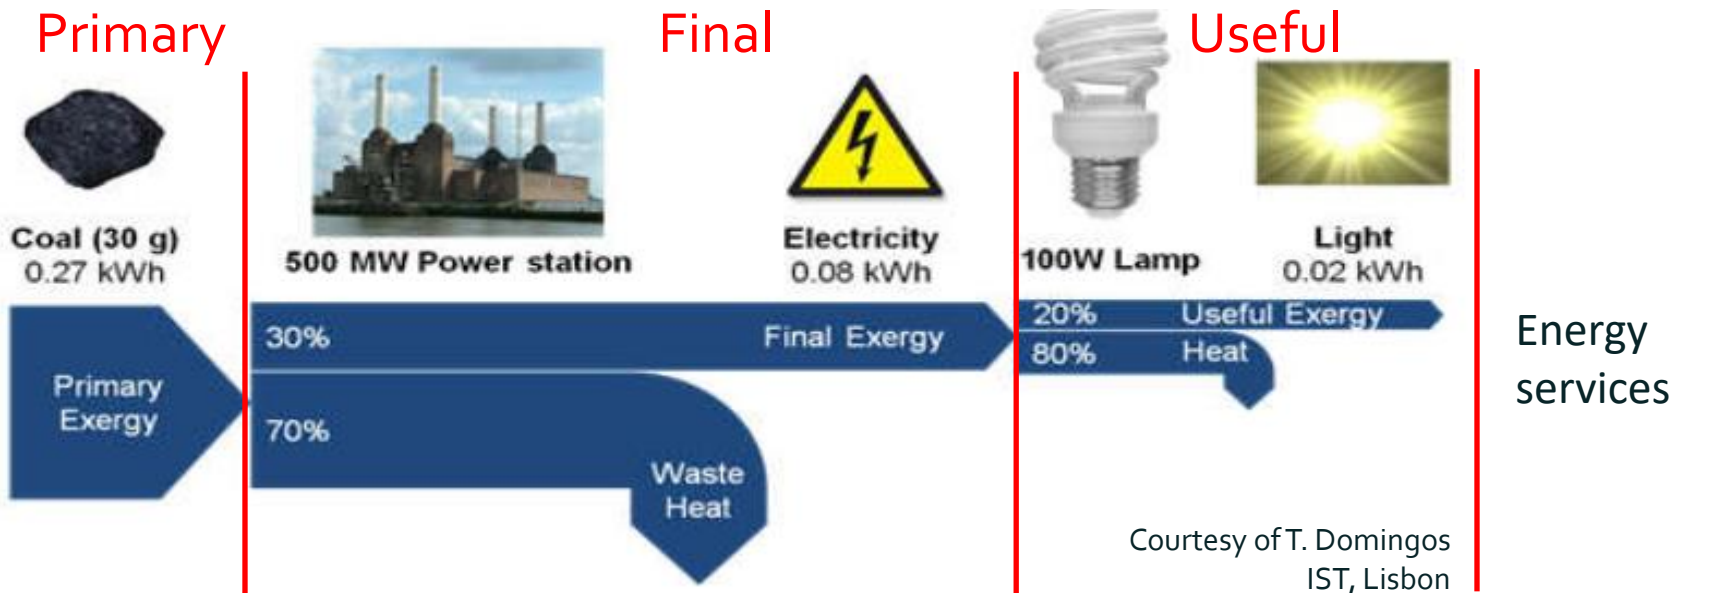 Primary
Final
Useful
Coal (30 g)
0.27 kWh
500 MW Power station
Electricity
0.08 kWh
100W Lamp
Light
0.02 kWh
Primary
Exergy
30%
Final Exergy
70%
Waste
Heat
20%
Useful Exergy
80%
Heat
Energy
services
Courtesy of T. Domingos
IST, Lisbon